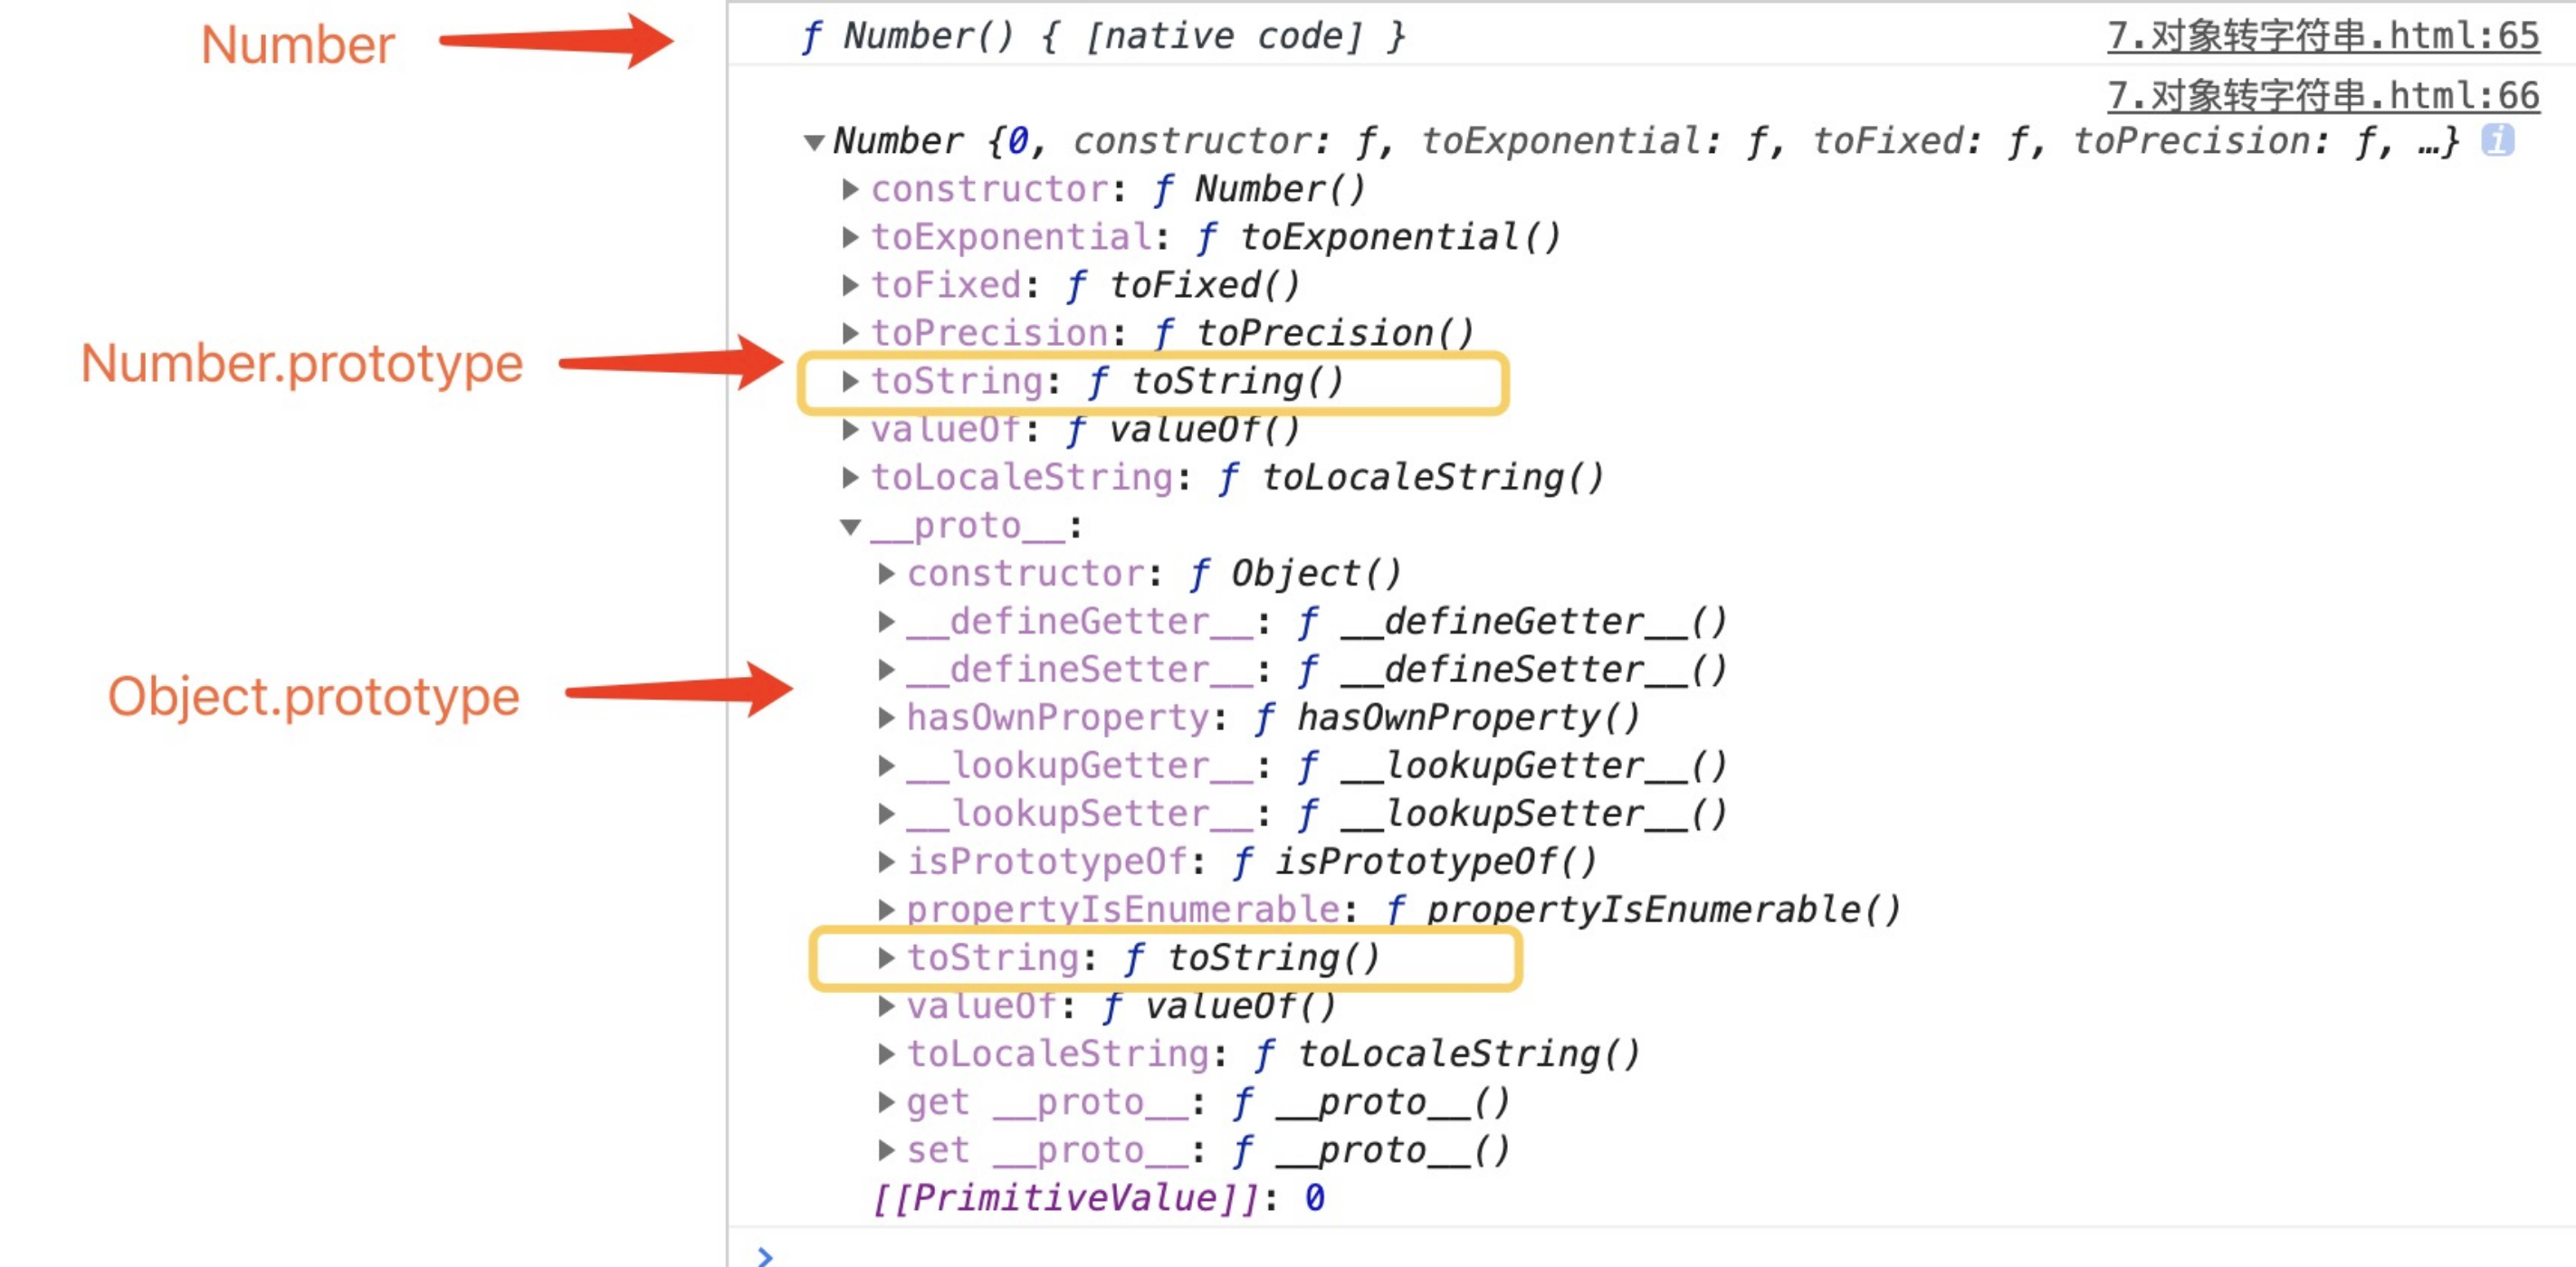 Number
ƒ Number() { [native code] }
7.对象转字符串.html:65
7.对象转字符串.html:66
Number {0, constructor: ƒ, toExponential: ƒ, toFixed: ƒ, toPrecision: ƒ, …} i
constructor: ƒ Number()
toExponential: ƒ toExponential()
toFixed: ƒ toFixed()
toPrecision: ƒ toPrecision()
Number.prototype
toString: ƒ toString()
valueOf: ƒ valueOf()
toLocaleString: ƒ toLocaleString()
__proto__:
constructor: ƒ Object()
__defineGetter__: ƒ __defineGetter__()
__defineSetter__: ƒ __defineSetter__()
Object.prototype
hasOwnProperty: ƒ hasOwnProperty()
__lookupGetter__: ƒ __lookupGetter__()
__lookupSetter__: ƒ __lookupSetter__()
isPrototypeOf: ƒ isPrototypeOf()
propertyIsEnumerable: ƒ propertyIsEnumerable()
toString: ƒ toString()
valueOf: ƒ valueOf()
toLocaleString: ƒ toLocaleString()
get __proto__: ƒ __proto__()
set __proto__: ƒ __proto__()
[[PrimitiveValue]]: 0